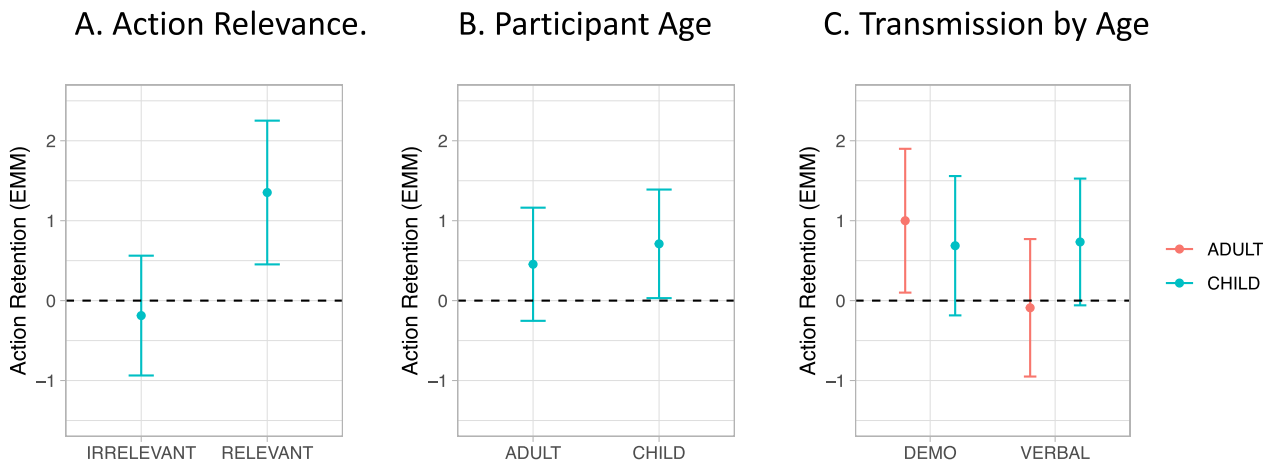 A. Action Relevance.
B. Participant Age
C. Transmission by Age
Action Retention (EMM)
2
1
0
−1
IRRELEVANT RELEVANT
Action Retention (EMM)
2
1
0
−1
ADULT CHILD
Action Retention (EMM)
2
1
0
−1
DEMO VERBAL
ADULT
CHILD